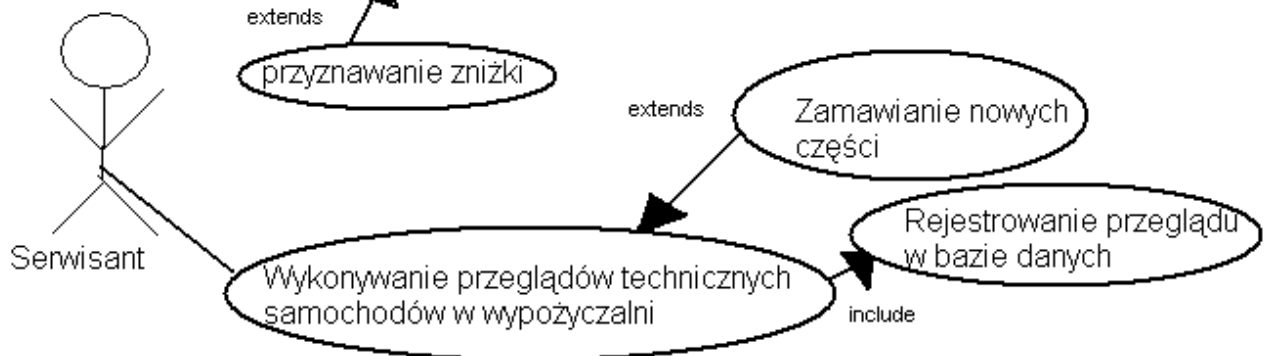 extends
przyznawanie zniżki
extends
Zamawianie nowych
części
Rejestrowanie przeglądu
w bazie danych
Serwisant
Wykonywanie przeglądów technicznych
samochodów w wypożyczalni
include